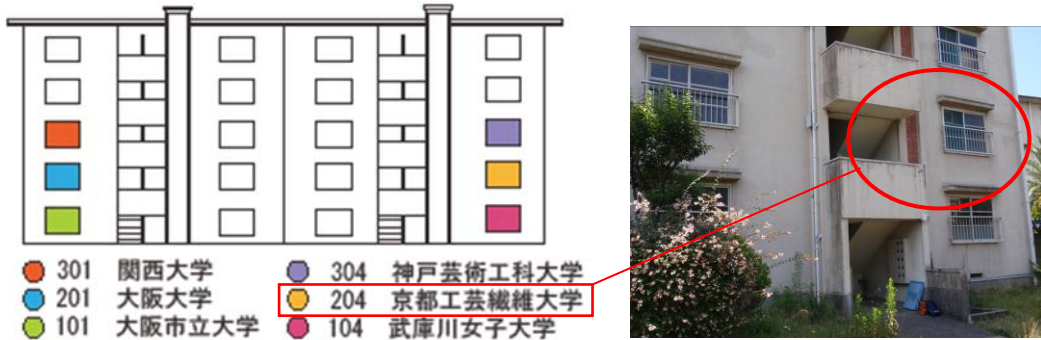 301 関西大学
304 神戸芸術工科大学
201 大阪大学
204 京都工芸繊維大学
101 大阪市立大学
104 武庫川女子大学